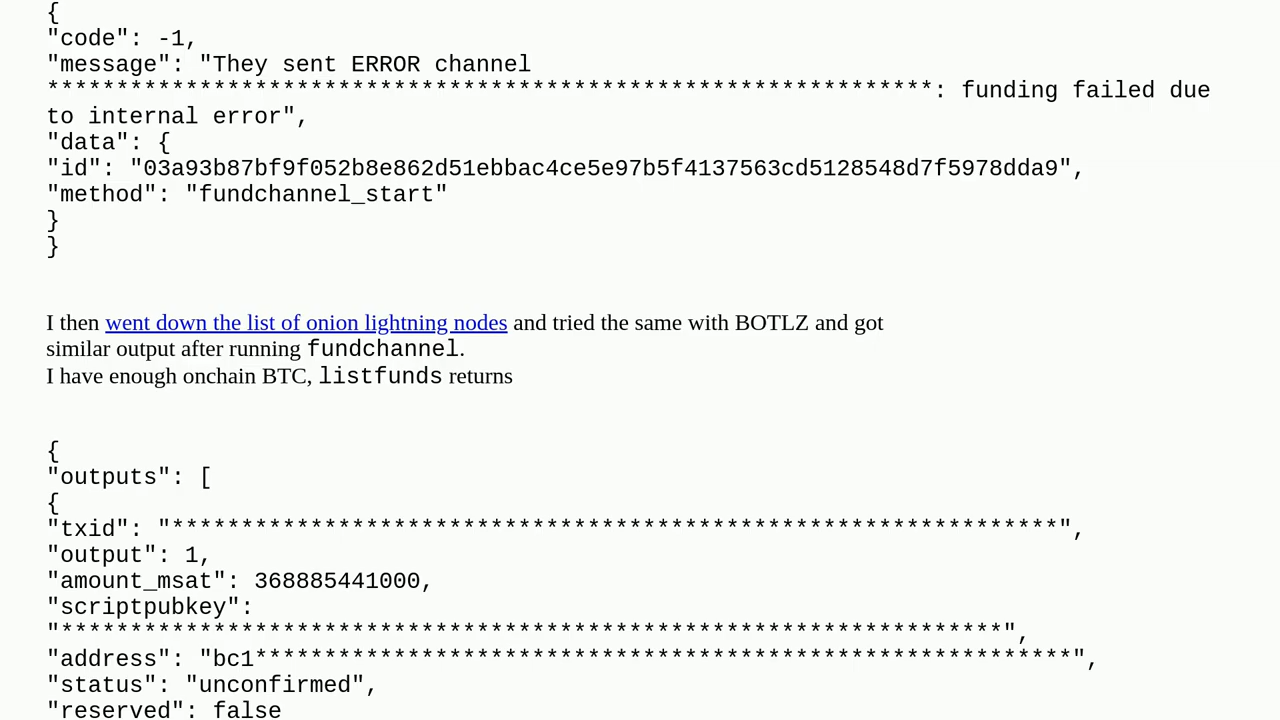 {
"code": -1,
"message": "They sent ERROR channel
****************************************************************: funding failed due
to internal error",
"data": {
"id": "03a93b87bf9f052b8e862d51ebbac4ce5e97b5f4137563cd5128548d7f5978dda9",
"method": "fundchannel_start"
}
}
I then went down the list of onion lightning nodes and tried the same with BOTLZ and got
similar output after running fundchannel.
I have enough onchain BTC, listfunds returns
{
"outputs": [
{
"txid": "****************************************************************",
"output": 1,
"amount_msat": 368885441000,
"scriptpubkey":
"********************************************************************",
"address": "bc1***********************************************************",
"status": "unconfirmed",
"reserved": false